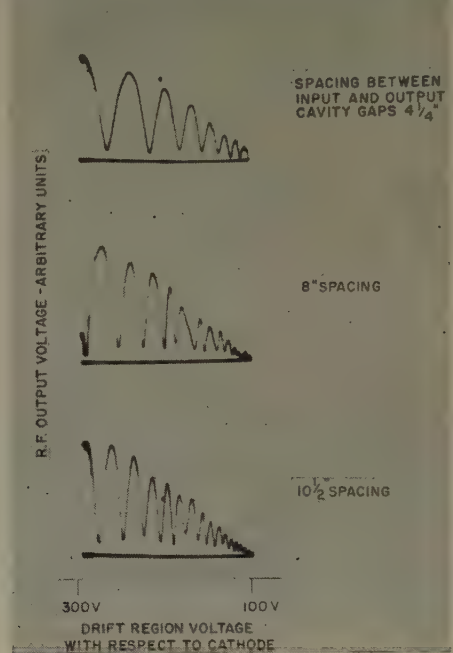 SPACING BETWEEN
INPUT AND OUTPUT
CAVITY GAPS 4 1/4"
R.F. OUTPUT VOLTAGE - ARBITRARY UNITS
8" SPACING
10 1/2" SPACING
300V 100V
DRIFT REGION VOLTAGE
WITH RESPECT TO CATHODE